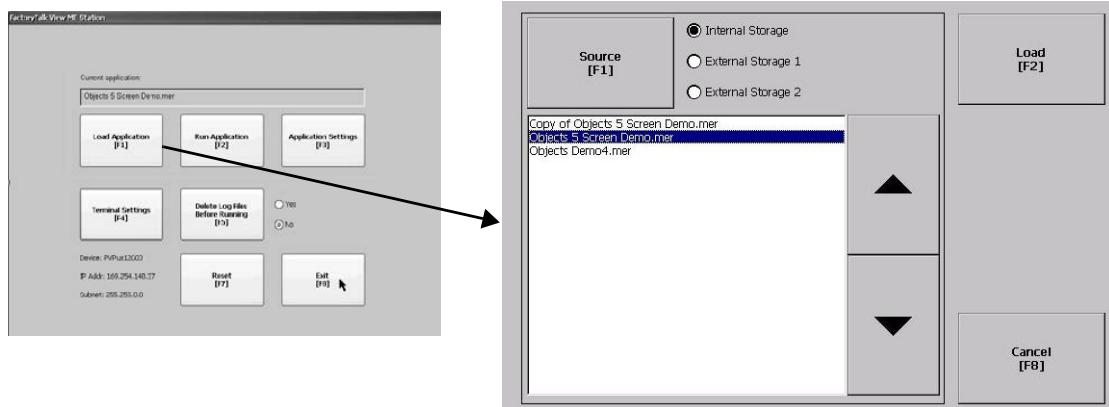 FactoryTalk View ME Station
Current application:
Objects 5 Screen Demo.mer
Load Application
[F1]
Run Application
[F2]
Application Settings
[F3]
Terminal Settings
[F4]
Delete Log Files
Before Running
[F5]
Yes
No
Device: PVPus12003
IP Addr: 169.254.148.37
Subnet: 255.255.0.0
Reset
[F7]
Exit
[F8]
Source
[F1]
Internal Storage
External Storage 1
External Storage 2
Load
[F2]
Copy of Objects 5 Screen Demo.mer
Objects 5 Screen Demo.mer
Objects Demo4.mer
Cancel
[F8]